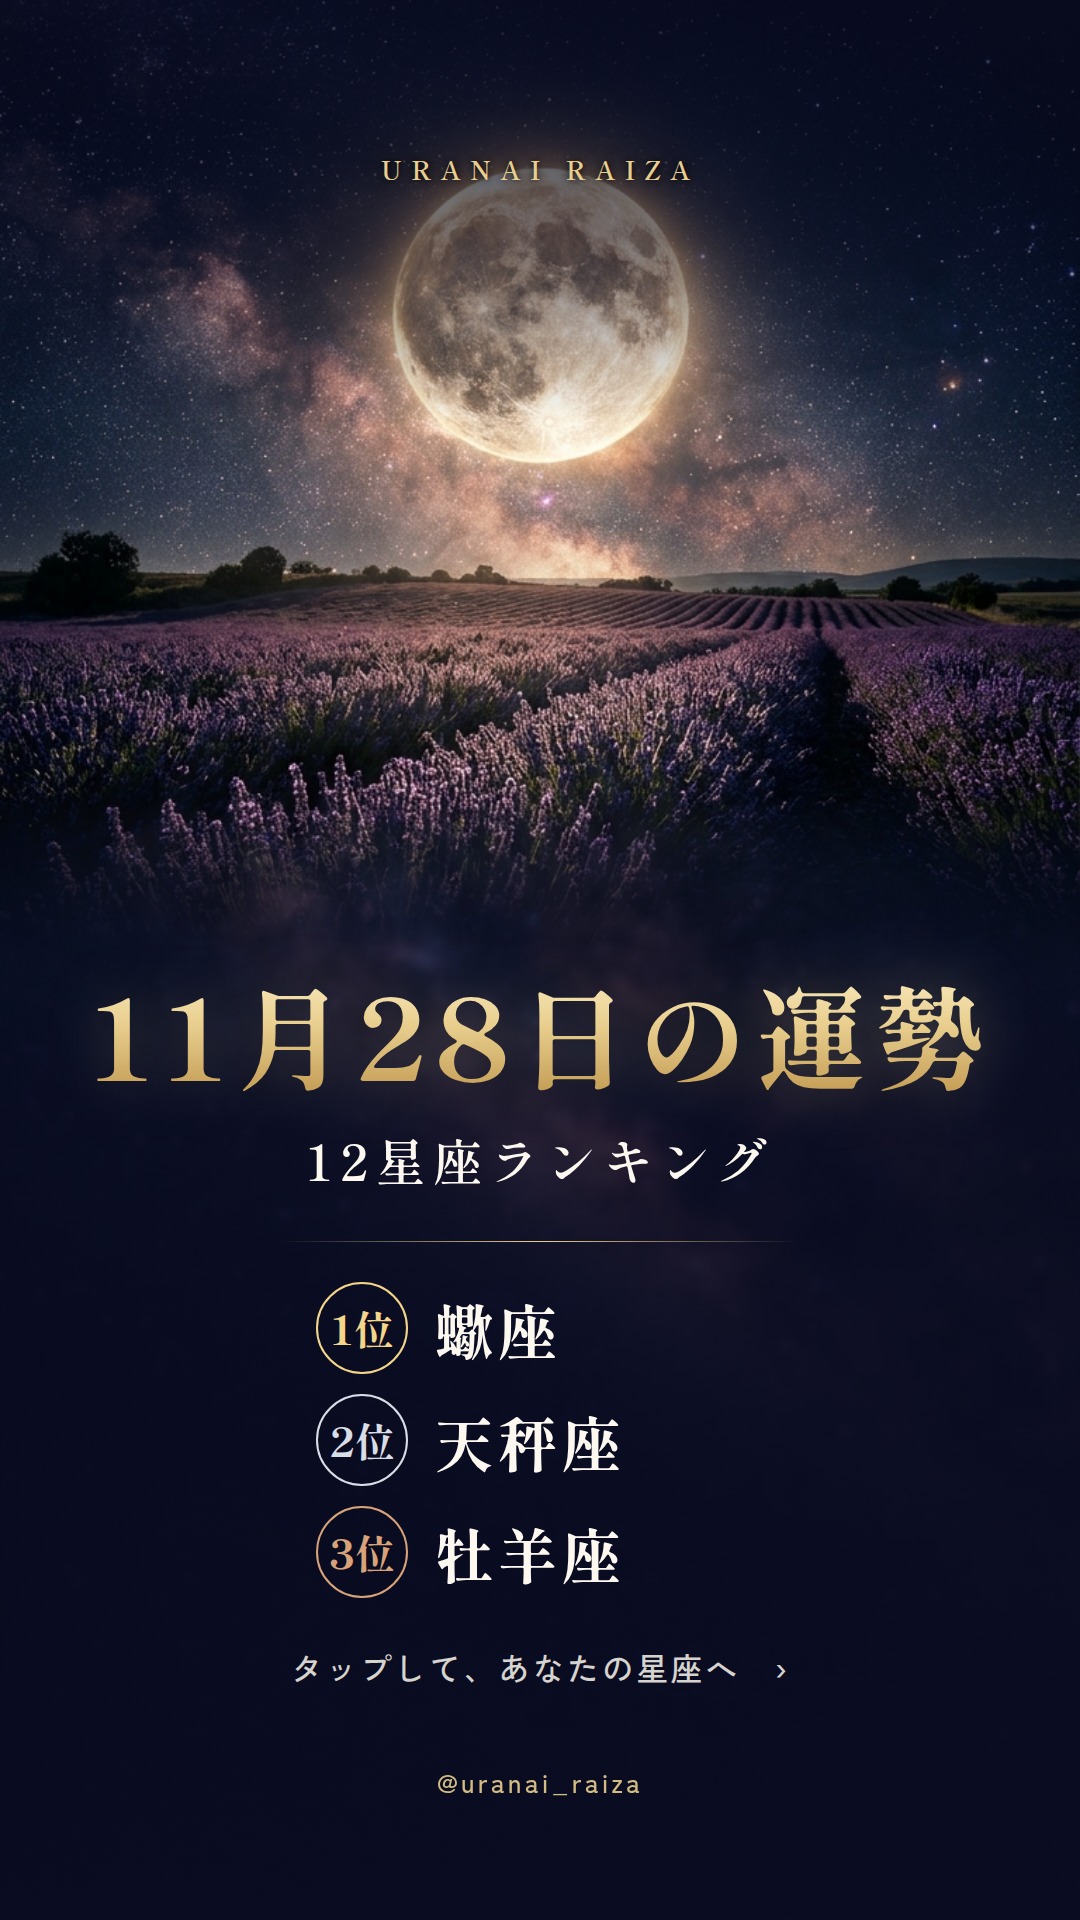 URANAI RAIZA
11月28日の運勢
12星座ランキング
1位 蠍座
2位 天秤座
3位 牡羊座
タップして、あなたの星座へ ›
@uranai_raiza